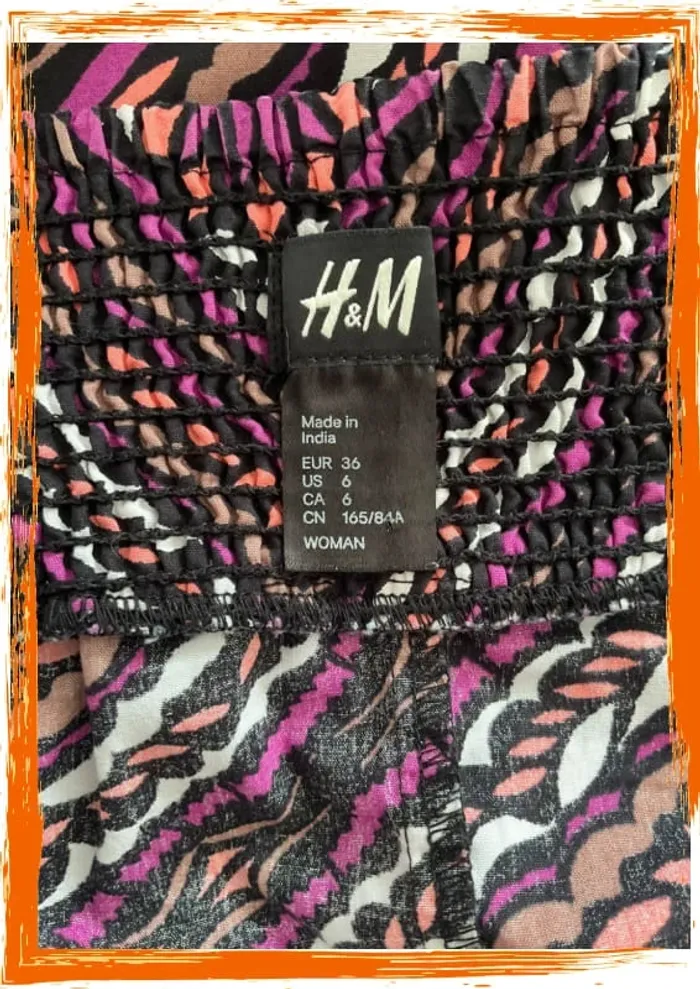 H&M
Made in
India
EUR 36
US 6
CA 6
CN 165/84A
WOMAN